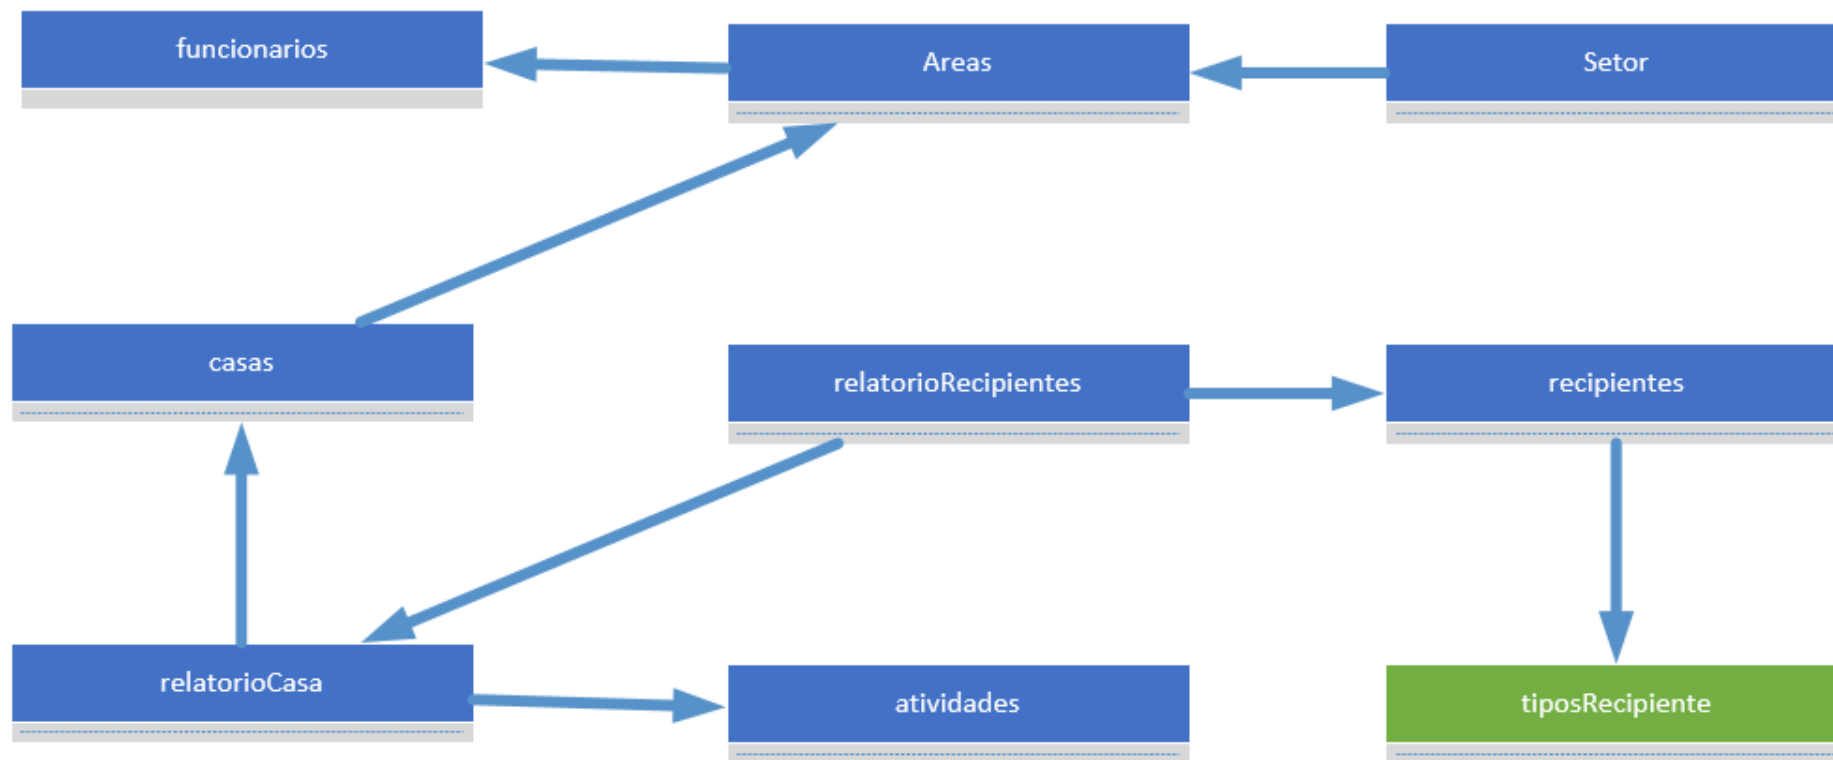 funcionarios
Areas
Setor
casas
relatorioRecipientes
recipientes
relatorioCasa
atividades
tiposRecipiente